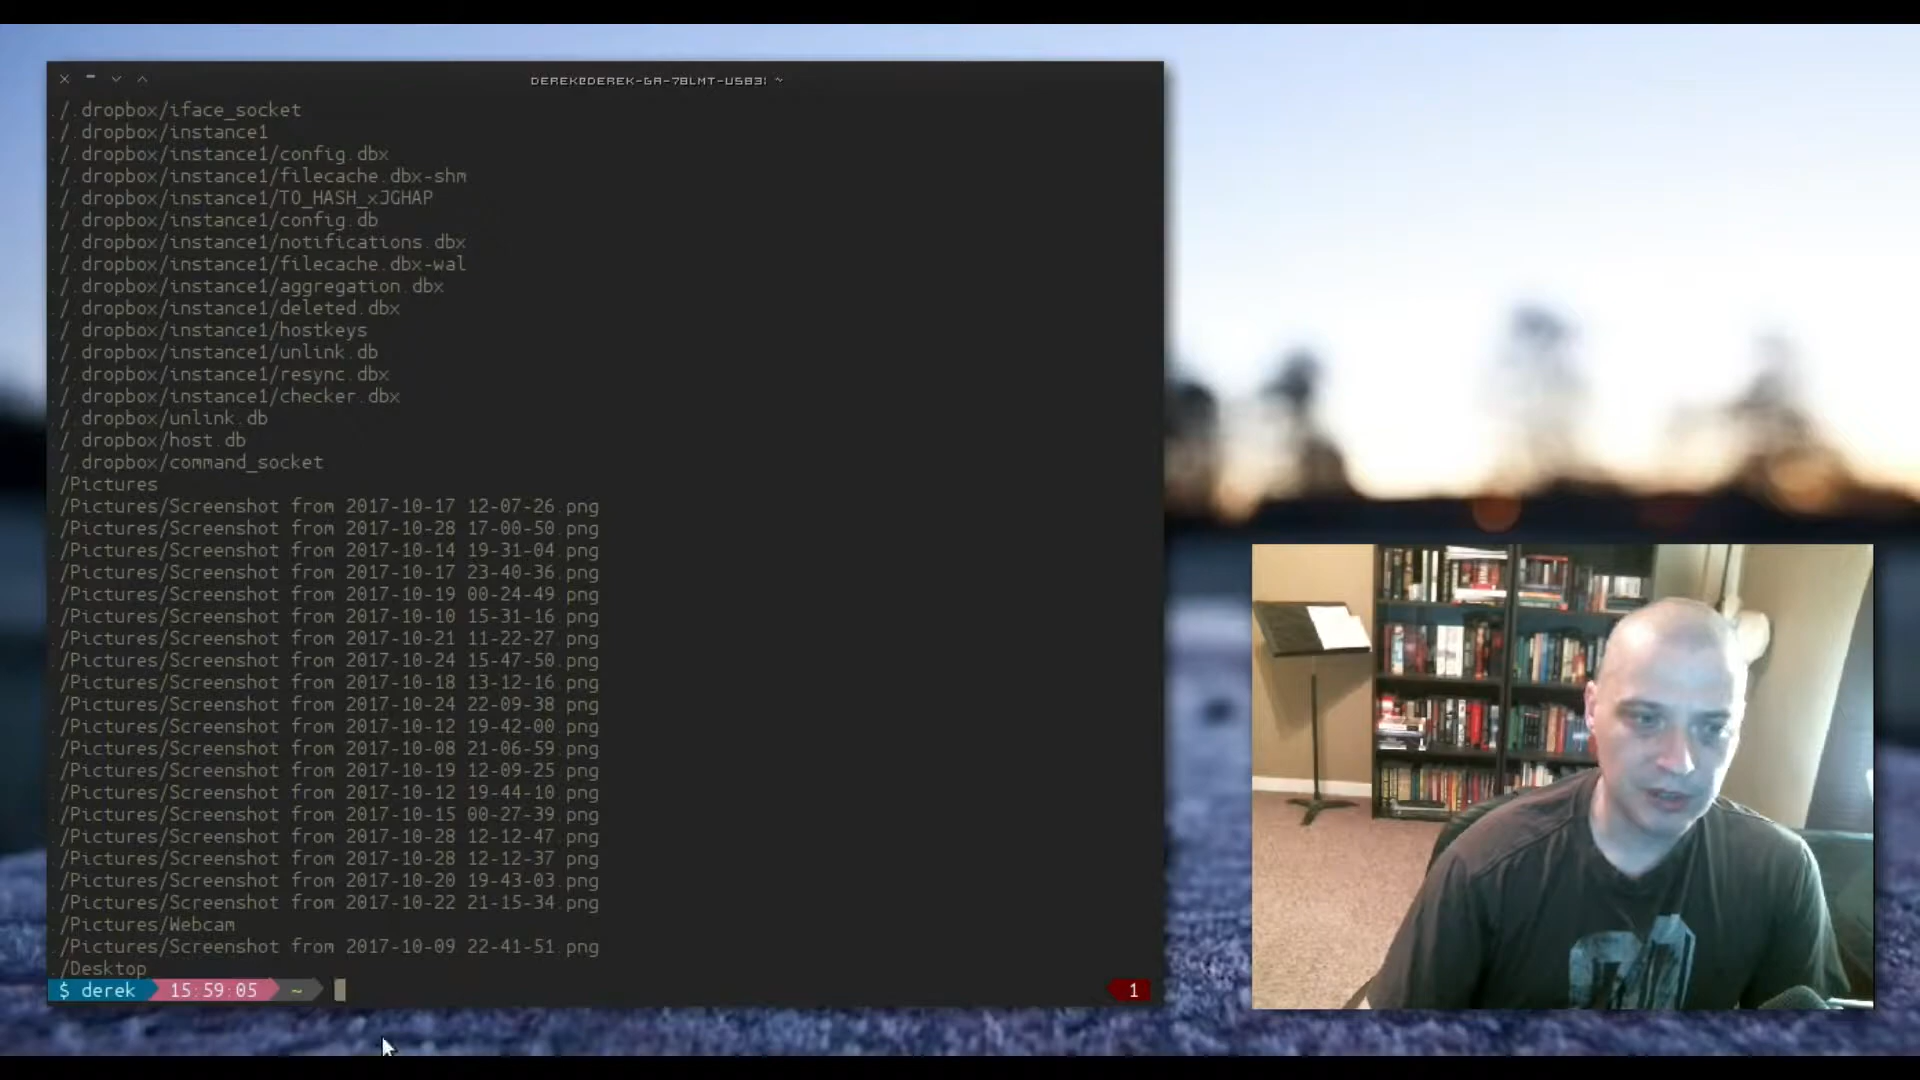 DEREK@DEREK-GA-78LMT-USB3: ~
./.dropbox/iface_socket
./.dropbox/instance1
./.dropbox/instance1/config.dbx
./.dropbox/instance1/filecache.dbx-shm
./.dropbox/instance1/TO_HASH_xJGHAP
./.dropbox/instance1/config.db
./.dropbox/instance1/notifications.dbx
./.dropbox/instance1/filecache.dbx-wal
./.dropbox/instance1/aggregation.dbx
./.dropbox/instance1/deleted.dbx
./.dropbox/instance1/hostkeys
./.dropbox/instance1/unlink.db
./.dropbox/instance1/resync.dbx
./.dropbox/instance1/checker.dbx
./.dropbox/unlink.db
./.dropbox/host.db
./.dropbox/command_socket
./Pictures
./Pictures/Screenshot from 2017-10-17 12-07-26.png
./Pictures/Screenshot from 2017-10-28 17-00-50.png
./Pictures/Screenshot from 2017-10-14 19-31-04.png
./Pictures/Screenshot from 2017-10-17 23-40-36.png
./Pictures/Screenshot from 2017-10-19 00-24-49.png
./Pictures/Screenshot from 2017-10-10 15-31-16.png
./Pictures/Screenshot from 2017-10-21 11-22-27.png
./Pictures/Screenshot from 2017-10-24 15-47-50.png
./Pictures/Screenshot from 2017-10-18 13-12-16.png
./Pictures/Screenshot from 2017-10-24 22-09-38.png
./Pictures/Screenshot from 2017-10-12 19-42-00.png
./Pictures/Screenshot from 2017-10-08 21-06-59.png
./Pictures/Screenshot from 2017-10-19 12-09-25.png
./Pictures/Screenshot from 2017-10-12 19-44-10.png
./Pictures/Screenshot from 2017-10-15 00-27-39.png
./Pictures/Screenshot from 2017-10-28 12-12-47.png
./Pictures/Screenshot from 2017-10-28 12-12-37.png
./Pictures/Screenshot from 2017-10-20 19-43-03.png
./Pictures/Screenshot from 2017-10-22 21-15-34.png
./Pictures/Webcam
./Pictures/Screenshot from 2017-10-09 22-41-51.png
./Desktop
$ derek 15:59:05 ~ 1